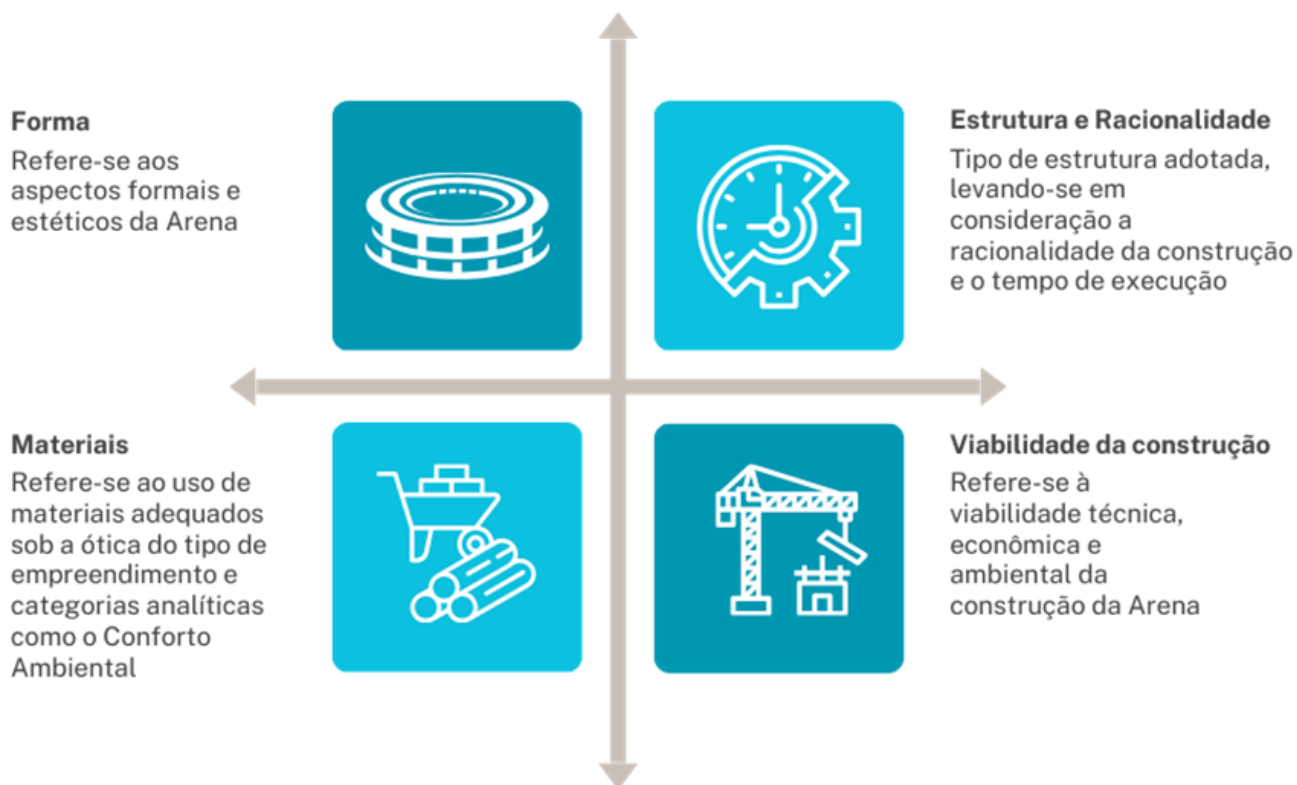 Forma
Refere-se aos
aspectos formais e
estéticos da Arena
Estrutura e Racionalidade
Tipo de estrutura adotada,
levando-se em
consideração a
racionalidade da construção
e o tempo de execução
Materiais
Refere-se ao uso de
materiais adequados
sob a ótica do tipo de
empreendimento e
categorias analíticas
como o Conforto
Ambiental
Viabilidade da construção
Refere-se à
viabilidade técnica,
econômica e
ambiental da
construção da Arena